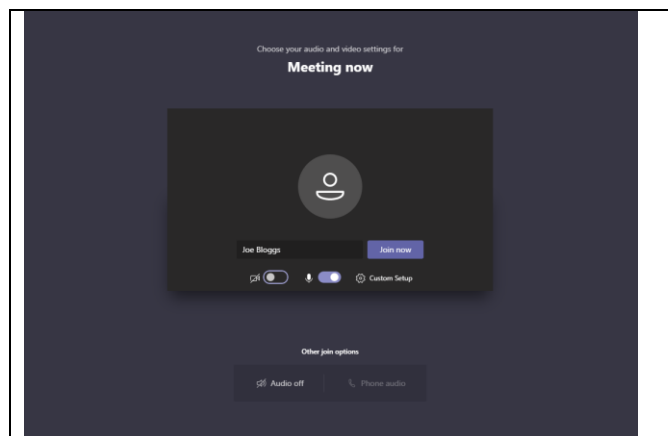 Choose your audio and video settings for
Meeting now
Joe Bloggs
Join now
Custom Setup
Other join options
Audio off
Phone audio